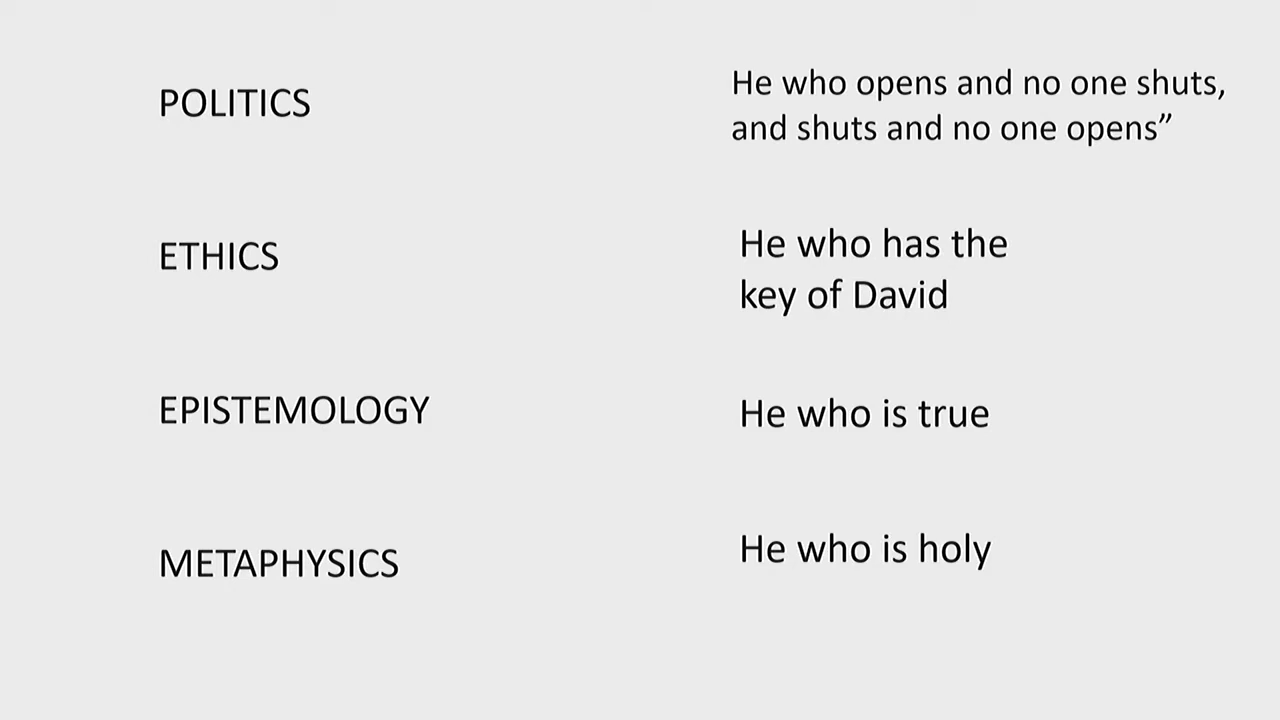 POLITICS
He who opens and no one shuts,
and shuts and no one opens”
ETHICS
He who has the
key of David
EPISTEMOLOGY
He who is true
METAPHYSICS
He who is holy